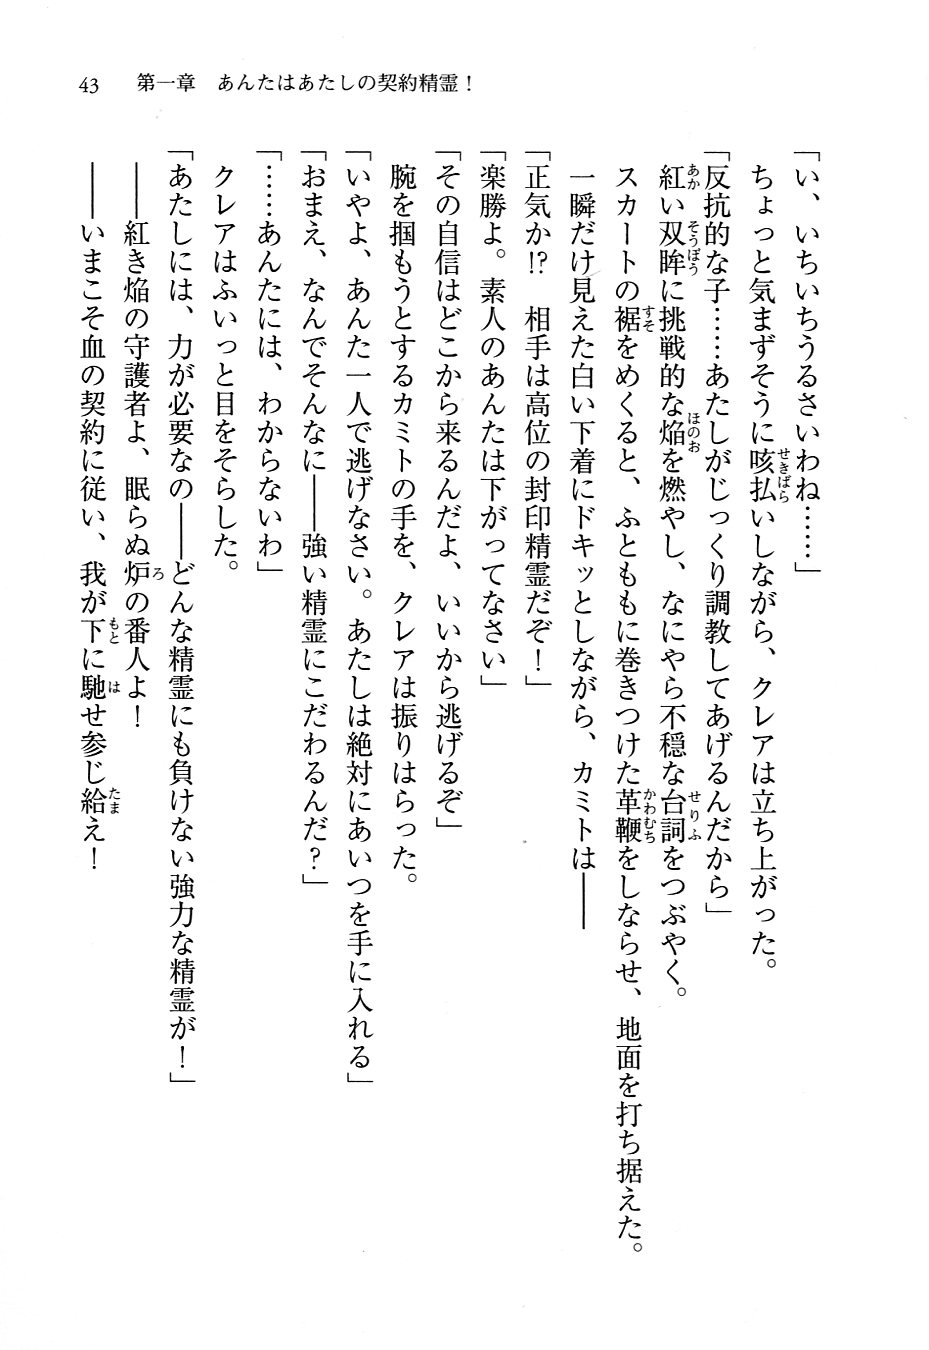 43　第一章　あんたはあたしの契約精霊！
「い、いちいちうるさいわね……」
ちょっと気まずそうに咳払いしながら、クレアは立ち上がった。
「反抗的な子……あたしがじっくり調教してあげるんだから」
紅い双眸に挑戦的な焔を燃やし、なにやら不穏な台詞をつぶやく。
スカートの裾をめくると、ふとももに巻きつけた革鞭をしならせ、地面を打ち据えた。
一瞬だけ見えた白い下着にドキッとしながら、カミトは――
「正気か!?　相手は高位の封印精霊だぞ！」
「楽勝よ。素人のあんたは下がってなさい」
「その自信はどこから来るんだよ、いいから逃げるぞ」
腕を掴もうとするカミトの手を、クレアは振りはらった。
「いやよ、あんた一人で逃げなさい。あたしは絶対にあいつを手に入れる」
「おまえ、なんでそんなに――強い精霊にこだわるんだ？」
「……あんたには、わからないわ」
クレアはふいっと目をそらした。
「あたしには、力が必要なの――どんな精霊にも負けない強力な精霊が！」
――紅き焔の守護者よ、眠らぬ炉の番人よ！
――いまこそ血の契約に従い、我が下に馳せ参じ給え！